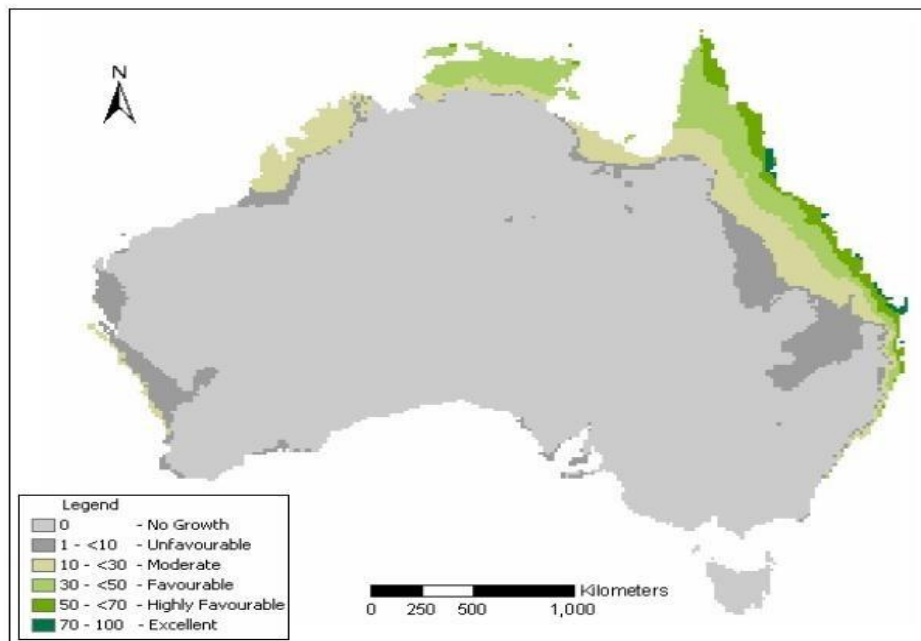 N
Legend
0 - No Growth
1 - <10 - Unfavourable
10 - <30 - Moderate
30 - <50 - Favourable
50 - <70 - Highly Favourable
70 - 100 - Excellent
Kilometers
0 250 500 1,000